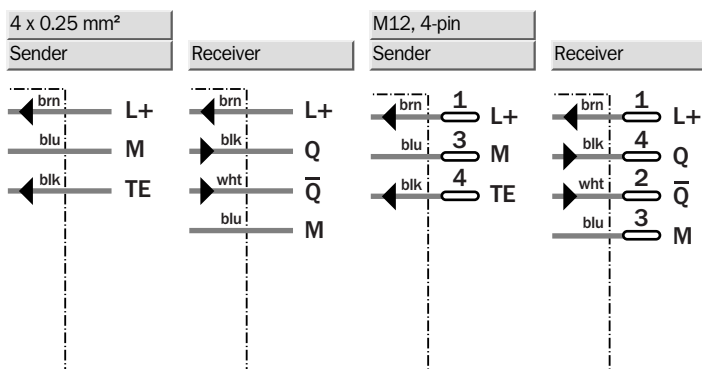 4 x 0.25 mm²
M12, 4-pin
Sender
Receiver
Sender
Receiver
brn L+
blu M
blk TE
brn L+
blk Q
wht Q̅
blu M
brn 1 L+
blu 3 M
blk 4 TE
brn 1 L+
blk 4 Q
wht 2 Q̅
blu 3 M